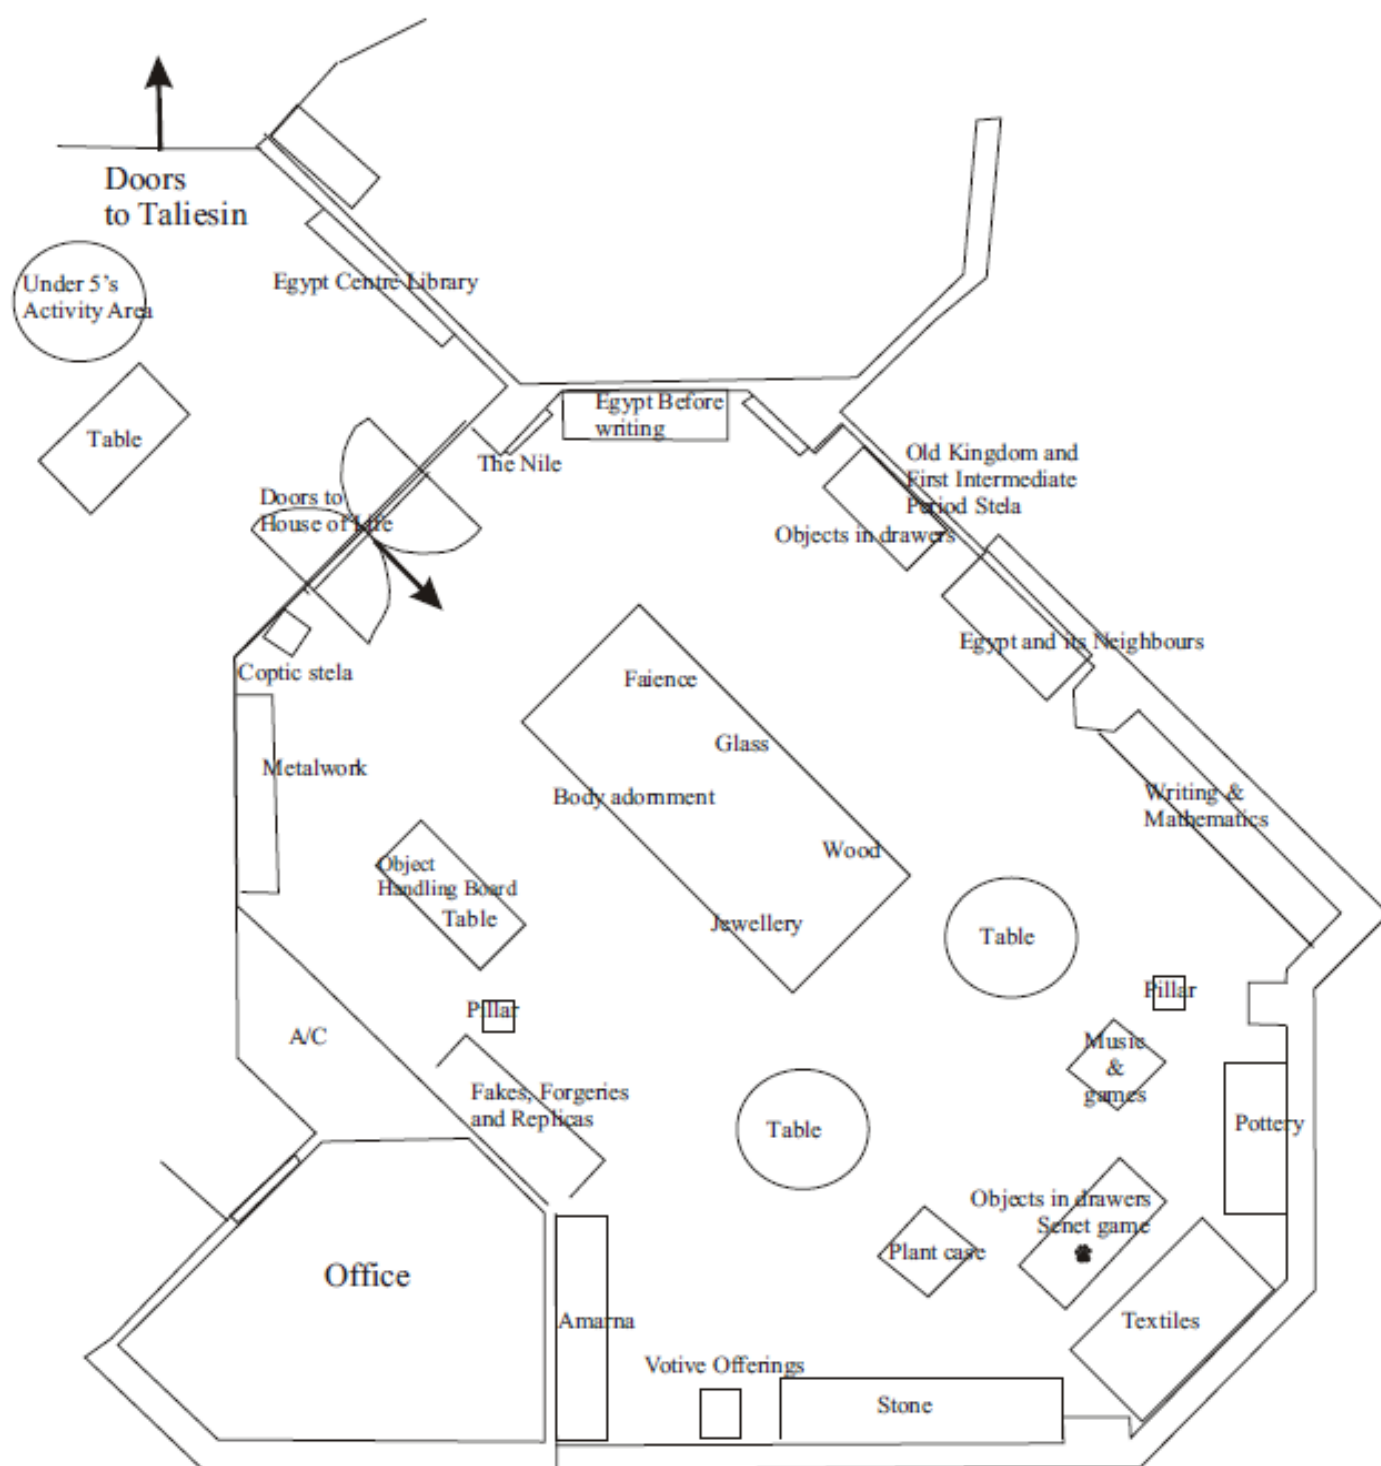 Doors
to Taliesin
Under 5's
Activity Area
Egypt Centre Library
Table
Egypt Before
writing
The Nile
Old Kingdom and
First Intermediate
Period Stela
Doors to
House of Life
Objects in drawers
Egypt and its Neighbours
Coptic stela
Faience
Glass
Metalwork
Body adornment
Writing &
Mathematics
Wood
Object
Handling Board
Table
Jewellery
Table
Pillar
Pillar
A/C
Music
&
games
Fakes, Forgeries
and Replicas
Table
Pottery
Objects in drawers
Senet game
Plant case
Office
Amarna
Textiles
Votive Offerings
Stone